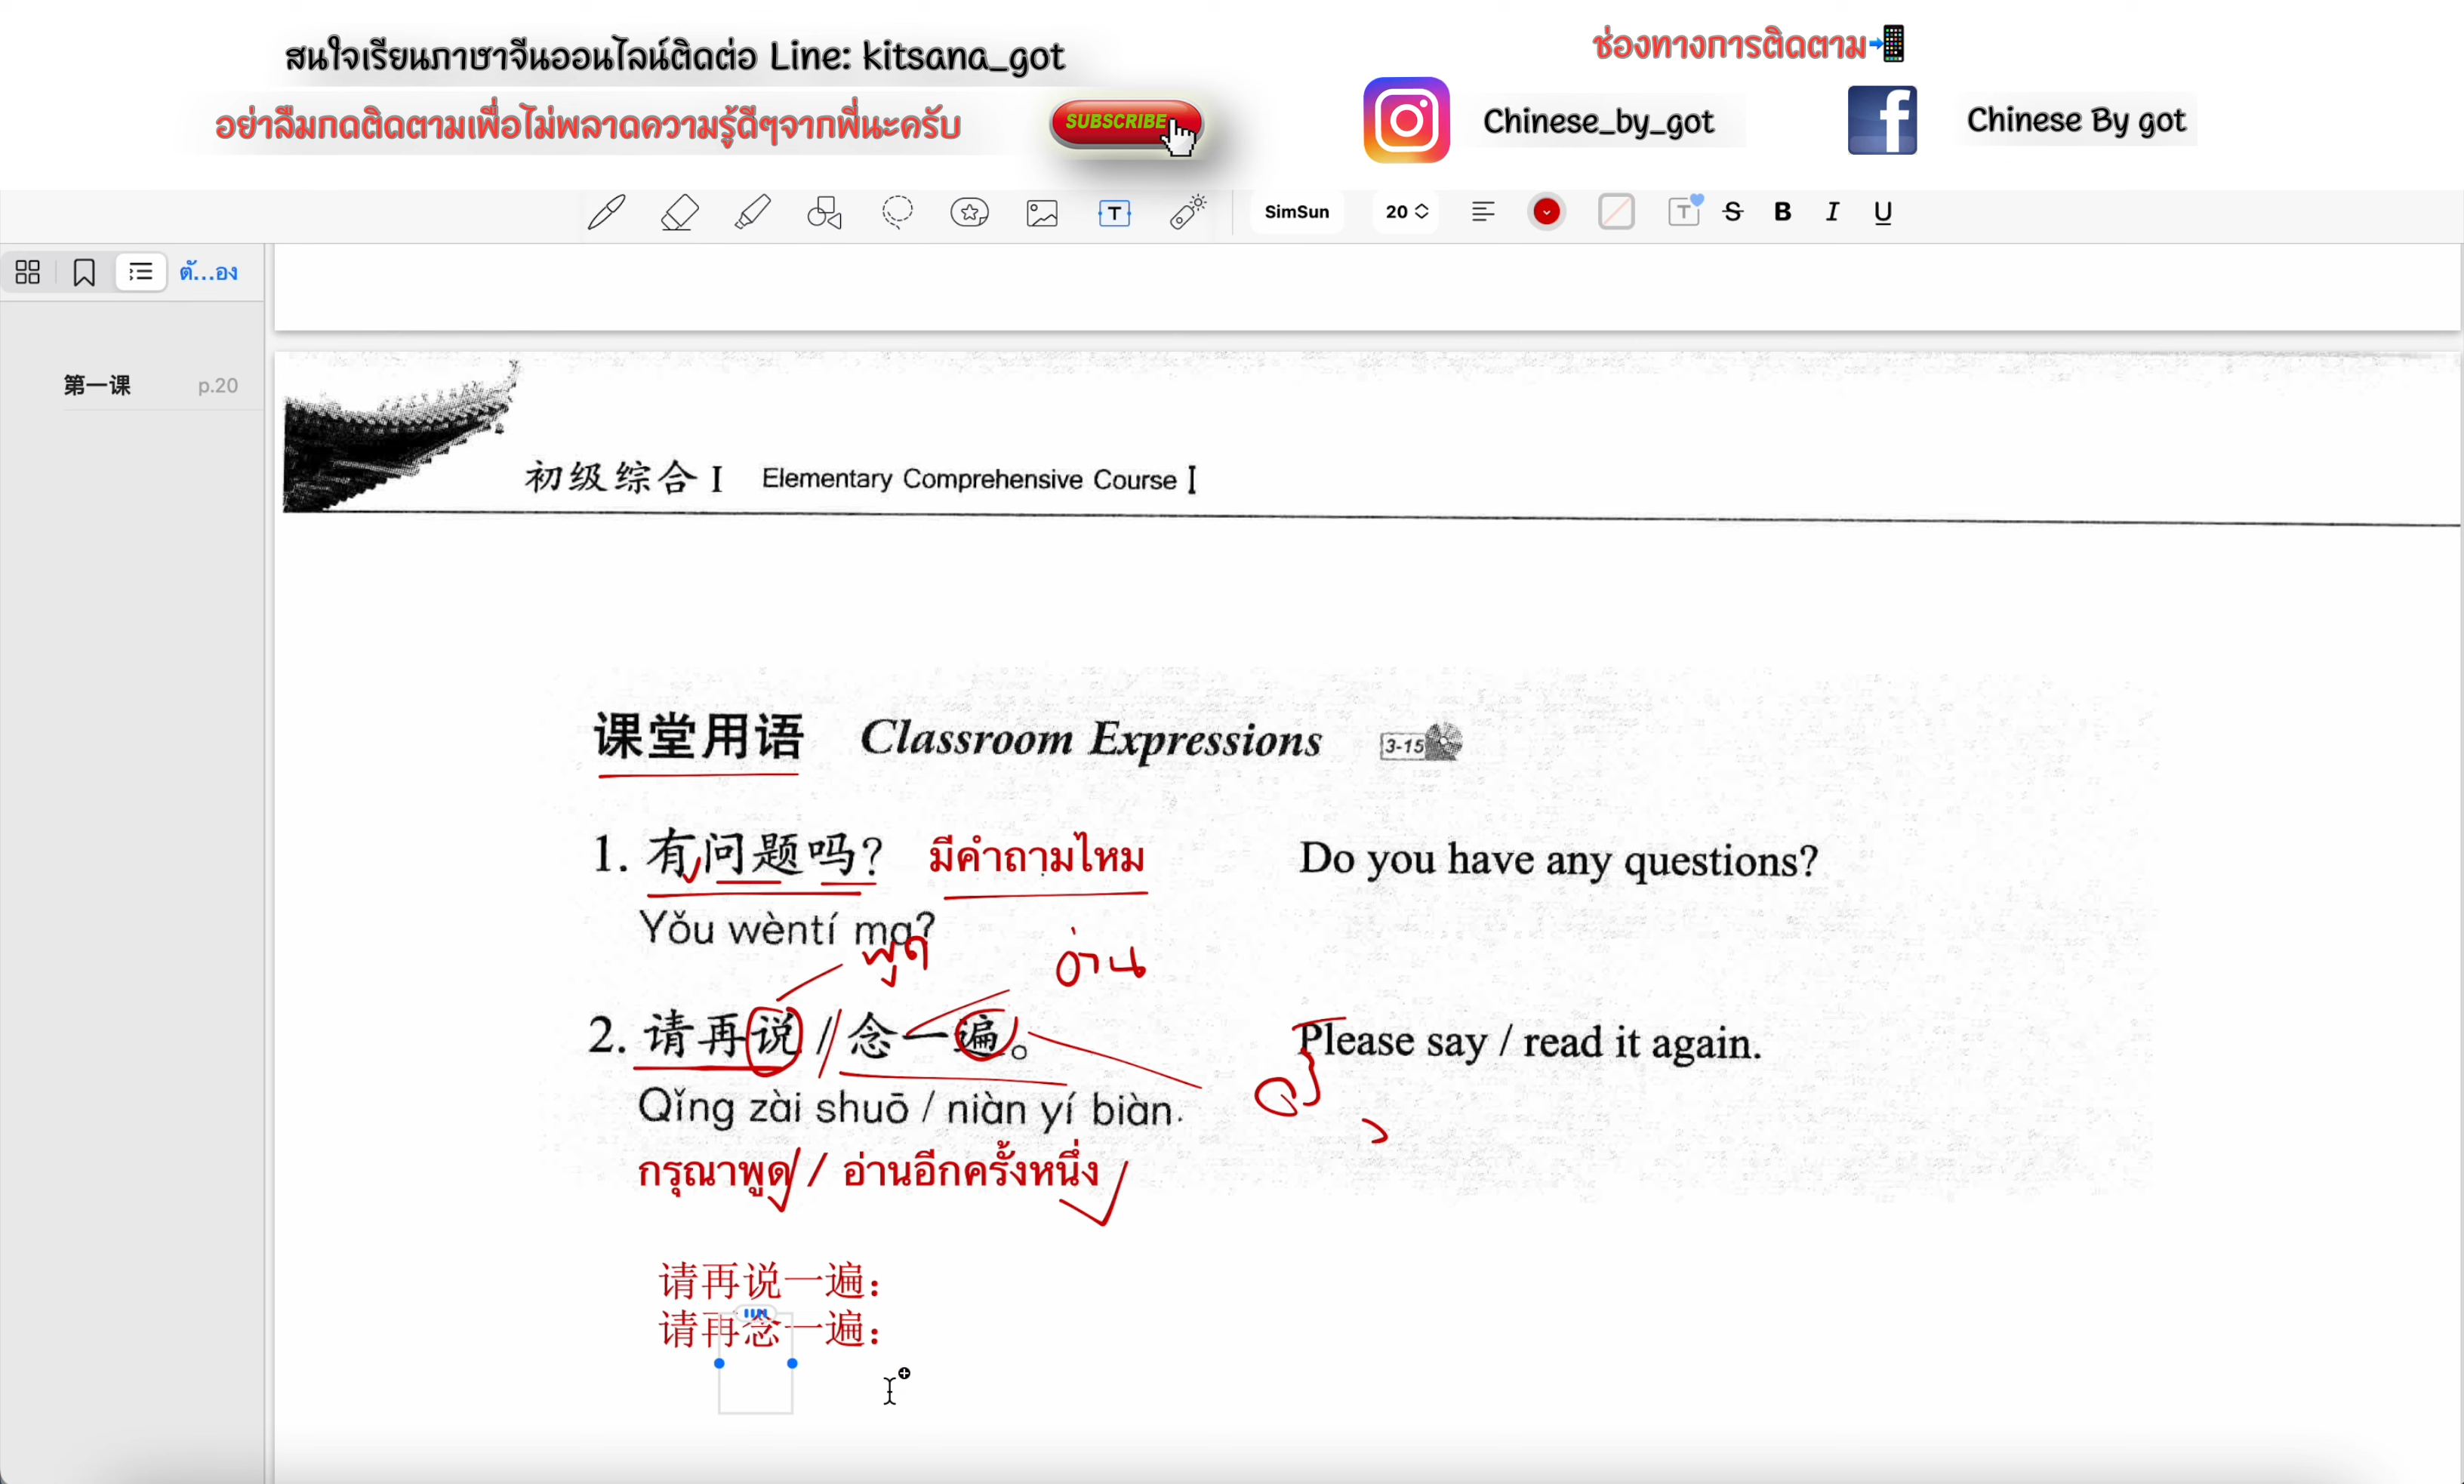 สนใจเรียนภาษาจีนออนไลน์ติดต่อ Line: kitsana_got
ช่องทางการติดตาม
อย่าลืมกดติดตามเพื่อไม่พลาดความรู้ดีๆจากพี่นะครับ
SUBSCRIBE
Chinese_by_got
Chinese By got
SimSun 20
ตั...อง
第一课 p.20
初级综合 I Elementary Comprehensive Course I
课堂用语 Classroom Expressions 3-15
1. 有问题吗? มีคำถามไหม Do you have any questions?
Yǒu wèntí ma?
พูด อ่าน
2. 请再说 / 念一遍。 Please say / read it again.
Qǐng zài shuō / niàn yí biàn.
กรุณาพูด / อ่านอีกครั้งหนึ่ง
请再说一遍：
请再念一遍：